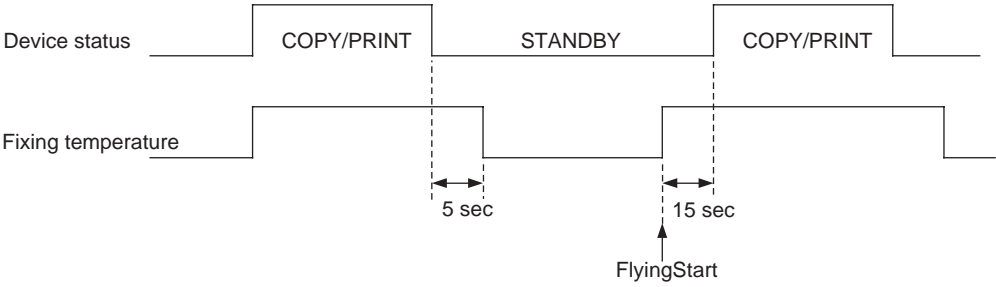 Device status COPY/PRINT STANDBY COPY/PRINT
Fixing temperature
5 sec 15 sec
FlyingStart